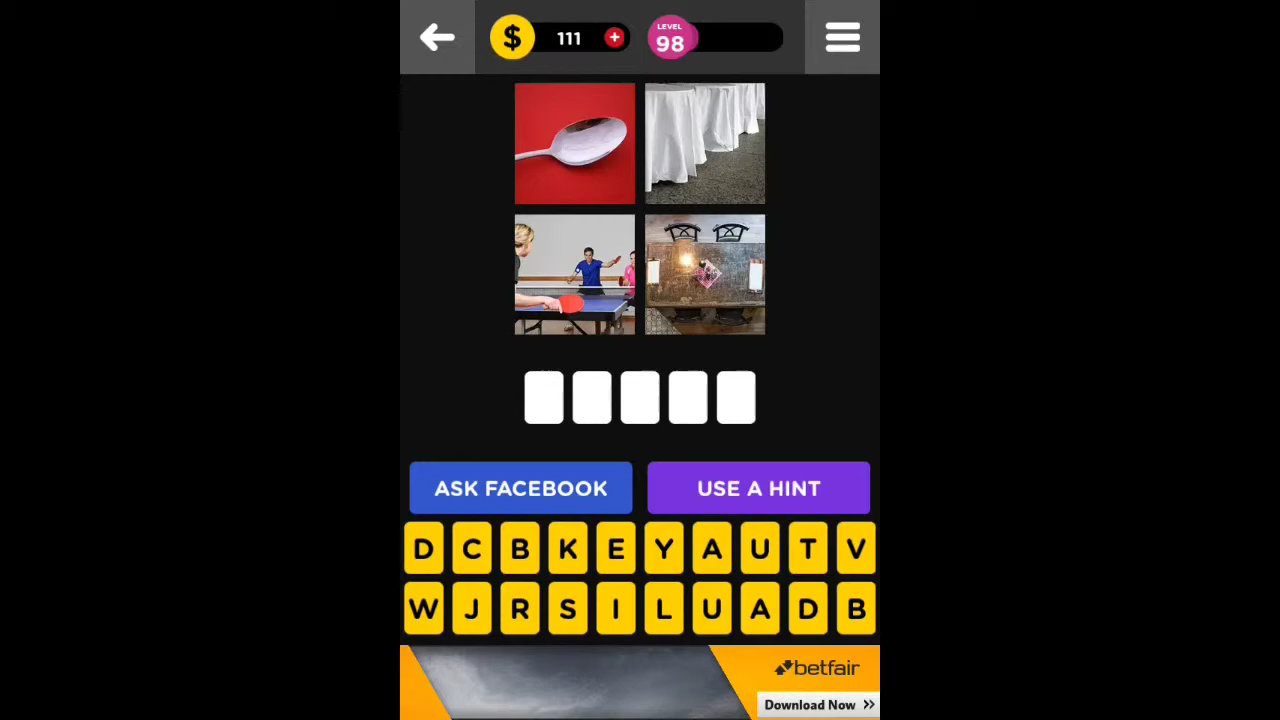 $ 111 + LEVEL
98
ASK FACEBOOK USE A HINT
D C B K E Y A U T V
W J R S I L U A D B
betfair
Download Now >>